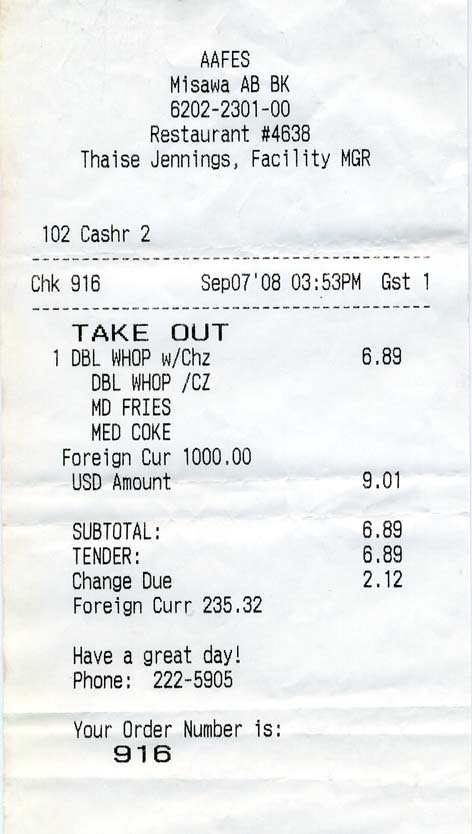 AAFES
Misawa AB BK
6202-2301-00
Restaurant #4638
Thaise Jennings, Facility MGR
102 Cashr 2
Chk 916 Sep07'08 03:53PM Gst 1
TAKE OUT
1 DBL WHOP w/Chz 6.89
DBL WHOP /CZ
MD FRIES
MED COKE
Foreign Cur 1000.00
USD Amount 9.01
SUBTOTAL: 6.89
TENDER: 6.89
Change Due 2.12
Foreign Curr 235.32
Have a great day!
Phone: 222-5905
Your Order Number is:
916